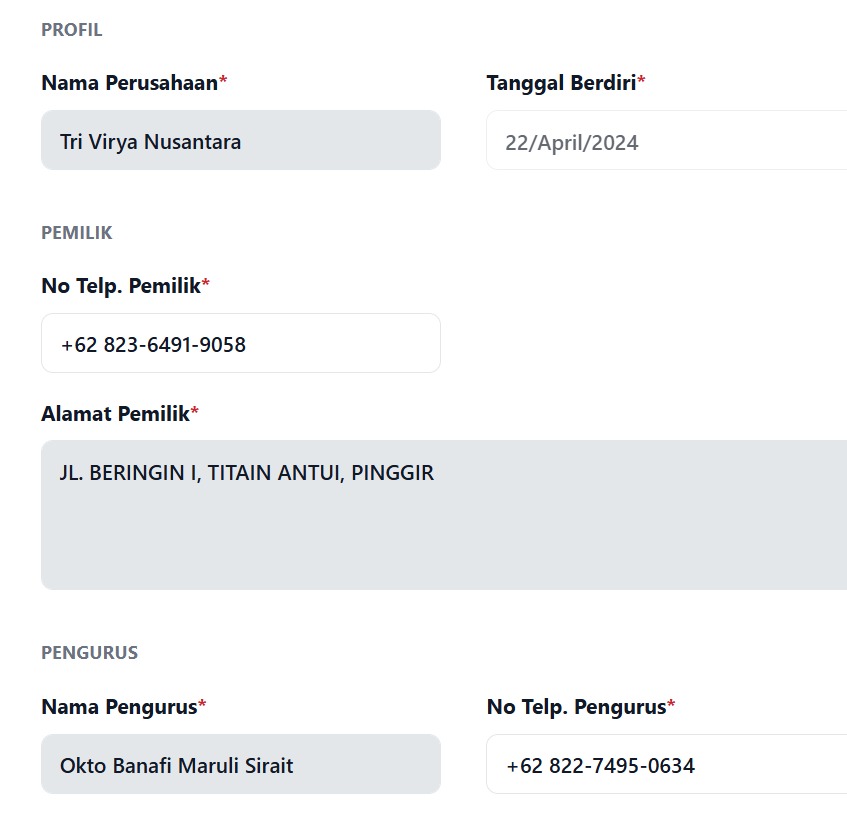 PROFIL
Nama Perusahaan*
Tanggal Berdiri*
Tri Virya Nusantara
22/April/2024
PEMILIK
No Telp. Pemilik*
+62 823-6491-9058
Alamat Pemilik*
JL. BERINGIN I, TITAIN ANTUI, PINGGIR
PENGURUS
Nama Pengurus*
No Telp. Pengurus*
Okto Banafi Maruli Sirait
+62 822-7495-0634